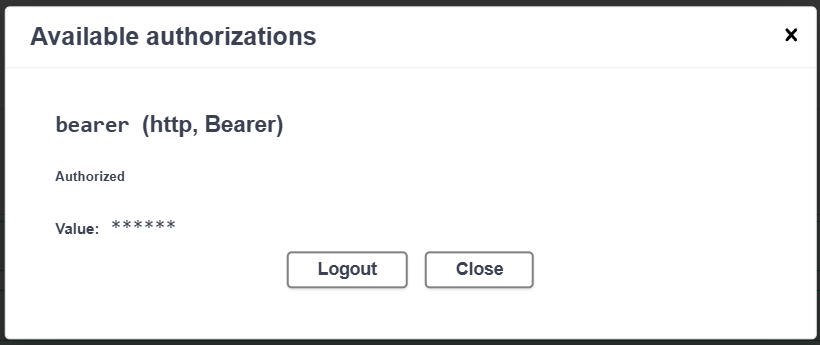 Available authorizations
bearer (http, Bearer)
Authorized
Value: ******
Logout Close